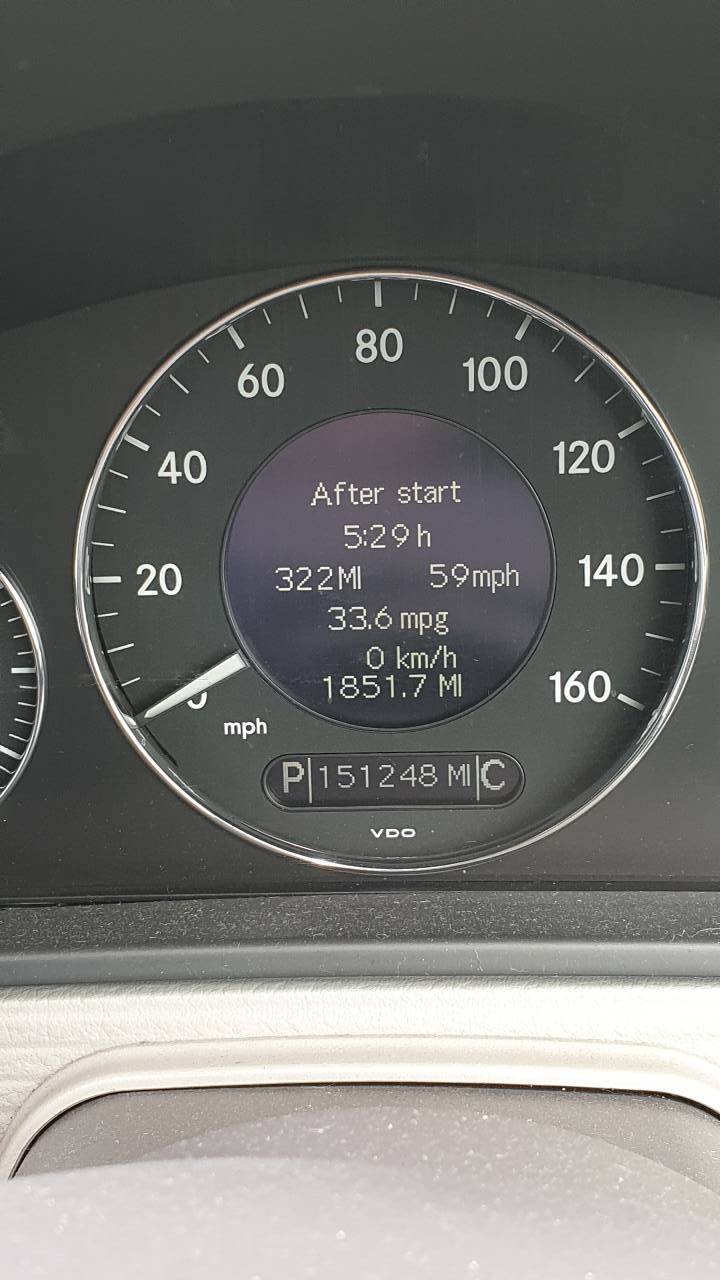 80
60
100
40
120
20
140
160
0
mph
After start
5:29 h
322MI 59mph
33.6 mpg
0 km/h
1851.7 MI
P 151248 MI C
VDO